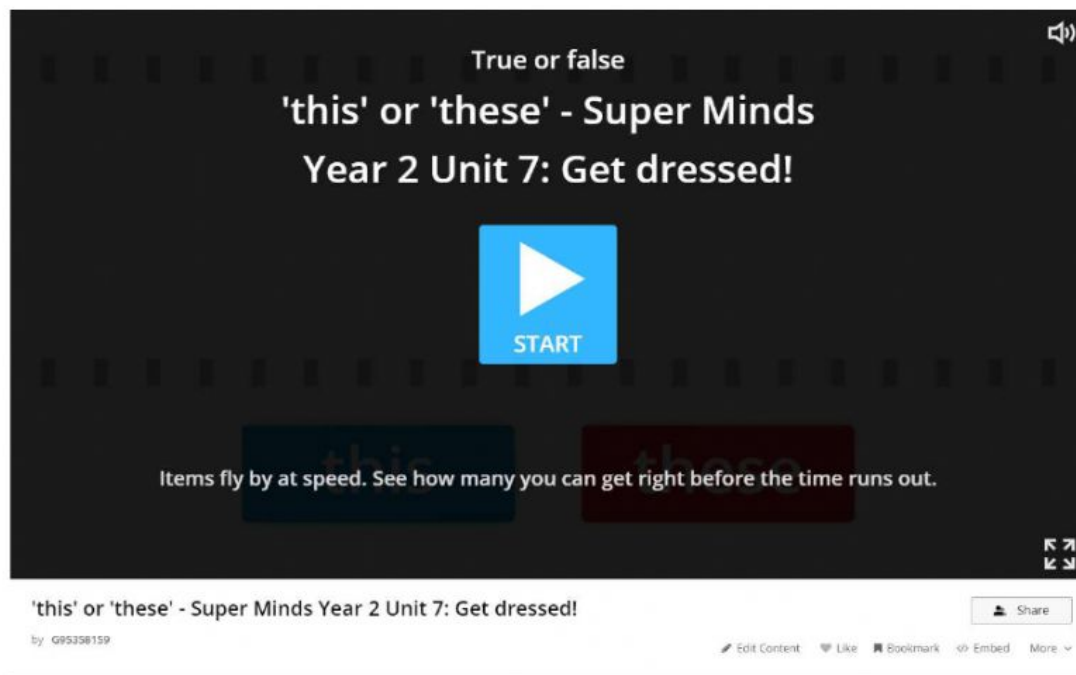 True or false
'this' or 'these' - Super Minds
Year 2 Unit 7: Get dressed!
START
this
these
Items fly by at speed. See how many you can get right before the time runs out.
'this' or 'these' - Super Minds Year 2 Unit 7: Get dressed!
Share
by G95358159
Edit Content Like Bookmark Embed More